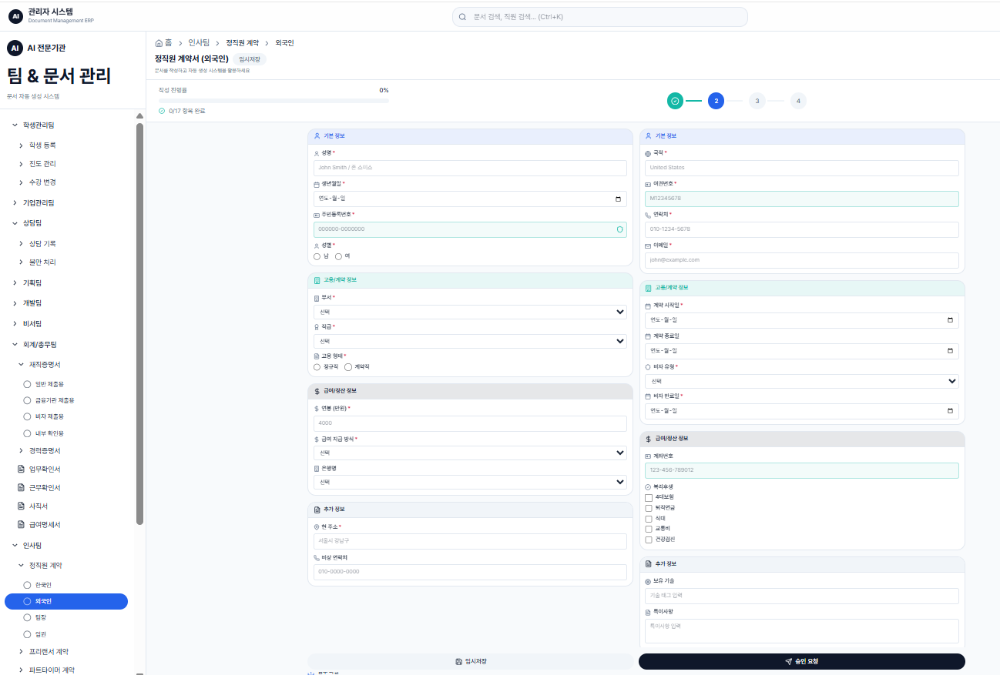 AI 관리자 시스템
Document Management ERP
문서 검색, 직원 검색... (Ctrl+K)
AI AI 전문기관
팀 & 문서 관리
문서 자동 생성 시스템
학생관리팀
학생 등록
진도 관리
수강 변경
기업관리팀
상담팀
상담 기록
불만 처리
기획팀
개발팀
비서팀
회계/총무팀
재직증명서
일반 제출용
금융기관 제출용
비자 제출용
내부 확인용
경력증명서
업무확인서
근무확인서
사직서
급여명세서
인사팀
정직원 계약
한국인
외국인
팀장
임원
프리랜서 계약
파트타이머 계약
홈 > 인사팀 > 정직원 계약 > 외국인
정직원 계약서 (외국인) 임시저장
문서를 작성하고 자동 생성 시스템을 활용하세요
작성 진행률 0%
0/17 항목 완료
2 3 4
기본 정보
성명 *
John Smith / 존 스미스
생년월일 *
연도-월-일
주민등록번호 *
000000-0000000
성별 *
남 여
고용/계약 정보
부서 *
선택
직급 *
선택
고용 형태 *
정규직 계약직
급여/정산 정보
연봉 (만원) *
4000
급여 지급 방식 *
선택
은행명
선택
추가 정보
현 주소 *
서울시 강남구
비상 연락처
010-0000-0000
기본 정보
국적 *
United States
여권번호 *
M12345678
연락처 *
010-1234-5678
이메일 *
john@example.com
고용/계약 정보
계약 시작일 *
연도-월-일
계약 종료일
연도-월-일
비자 유형 *
선택
비자 만료일 *
연도-월-일
급여/정산 정보
계좌번호
123-456-789012
복리후생
4대보험
퇴직연금
식대
교통비
건강검진
추가 정보
보유 기술
기술 태그 입력
특이사항
특이사항 입력
임시저장
승인 요청